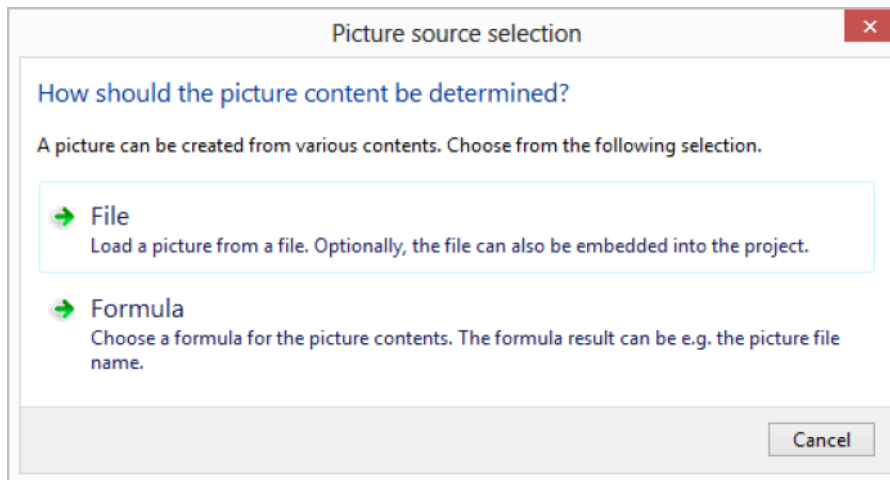 Picture source selection
How should the picture content be determined?
A picture can be created from various contents. Choose from the following selection.
File
Load a picture from a file. Optionally, the file can also be embedded into the project.
Formula
Choose a formula for the picture contents. The formula result can be e.g. the picture file
name.
Cancel